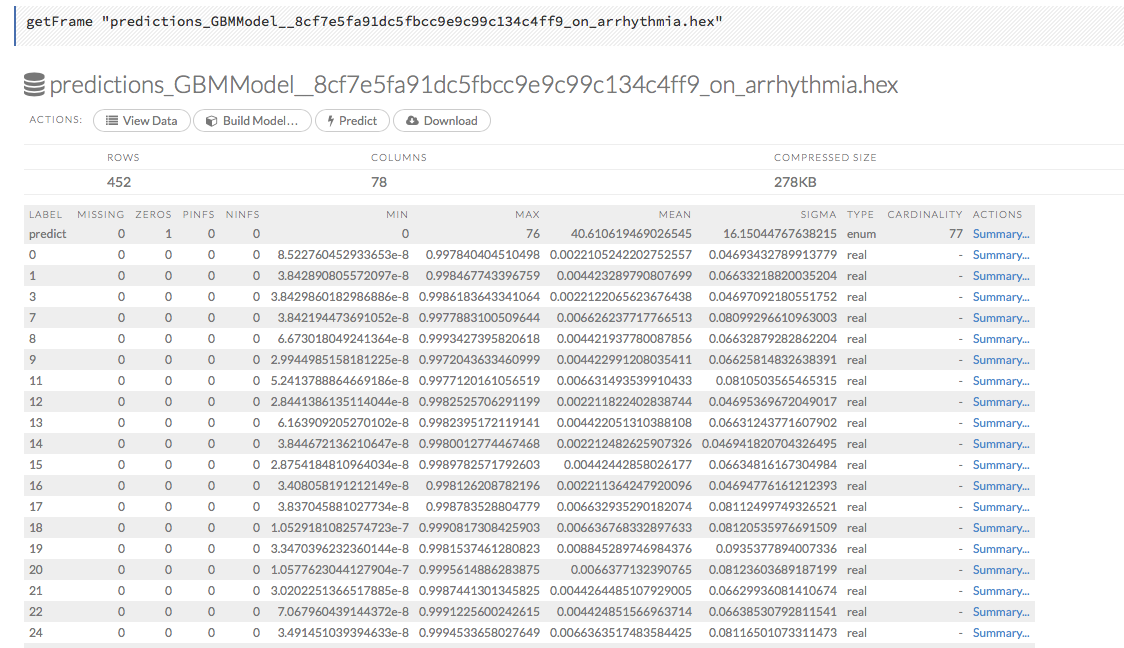 getFrame "predictions_GBMModel__8cf7e5fa91dc5fbcc9e9c99c134c4ff9_on_arrhythmia.hex"
predictions_GBMModel__8cf7e5fa91dc5fbcc9e9c99c134c4ff9_on_arrhythmia.hex
ACTIONS: View Data Build Model... Predict Download
ROWS COLUMNS COMPRESSED SIZE
452 78 278KB
LABEL MISSING ZEROS PINFS NINFS MIN MAX MEAN SIGMA TYPE CARDINALITY ACTIONS
predict 0 1 0 0 0 76 40.610619469026545 16.15044767638215 enum 77 Summary...
0 0 0 0 0 8.522760452933653e-8 0.997840404510498 0.0022105242202752557 0.04693432789913779 real - Summary...
1 0 0 0 0 3.842890805572097e-8 0.998467743396759 0.004423289790807699 0.06633218820035204 real - Summary...
3 0 0 0 0 3.8429860182986886e-8 0.9986183643341064 0.0022122065623676438 0.04697092180551752 real - Summary...
7 0 0 0 0 3.842194473691052e-8 0.9977883100509644 0.006626237717766513 0.08099296610963003 real - Summary...
8 0 0 0 0 6.673018049241364e-8 0.9993427395820618 0.004421937780087856 0.06632879282862204 real - Summary...
9 0 0 0 0 2.9944985158181225e-8 0.9972043633460999 0.004422991208035411 0.06625814832638391 real - Summary...
11 0 0 0 0 5.2413788864669186e-8 0.9977120161056519 0.006631493539910433 0.0810503565465315 real - Summary...
12 0 0 0 0 2.8441386135114044e-8 0.9982525706291199 0.002211822402838744 0.04695369672049017 real - Summary...
13 0 0 0 0 6.163909205270102e-8 0.9982395172119141 0.004422051310388108 0.06631243771607902 real - Summary...
14 0 0 0 0 3.844672136210647e-8 0.9980012774467468 0.002212482625907326 0.046941820704326495 real - Summary...
15 0 0 0 0 2.8754184810964034e-8 0.9989782571792603 0.00442442858026177 0.06634816167304984 real - Summary...
16 0 0 0 0 3.408058191212149e-8 0.998126208782196 0.002211364247920096 0.04694776161212393 real - Summary...
17 0 0 0 0 3.837045881027734e-8 0.998783528804779 0.006632935290182074 0.08112499749326521 real - Summary...
18 0 0 0 0 1.0529181082574723e-7 0.9990817308425903 0.006636768332897633 0.08120535976691509 real - Summary...
19 0 0 0 0 3.3470396232360144e-8 0.9981537461280823 0.008845289746984376 0.0935377894007336 real - Summary...
20 0 0 0 0 1.0577623044127904e-7 0.9995614886283875 0.0066377132390765 0.08123603689187199 real - Summary...
21 0 0 0 0 3.0202251366517885e-8 0.9987441301345825 0.0044264485107929005 0.06629936081410674 real - Summary...
22 0 0 0 0 7.067960439144372e-8 0.9991225600242615 0.004424851566963714 0.06638530792811541 real - Summary...
24 0 0 0 0 3.491451039394633e-8 0.9994533658027649 0.0066363517483584425 0.08116501073311473 real - Summary...